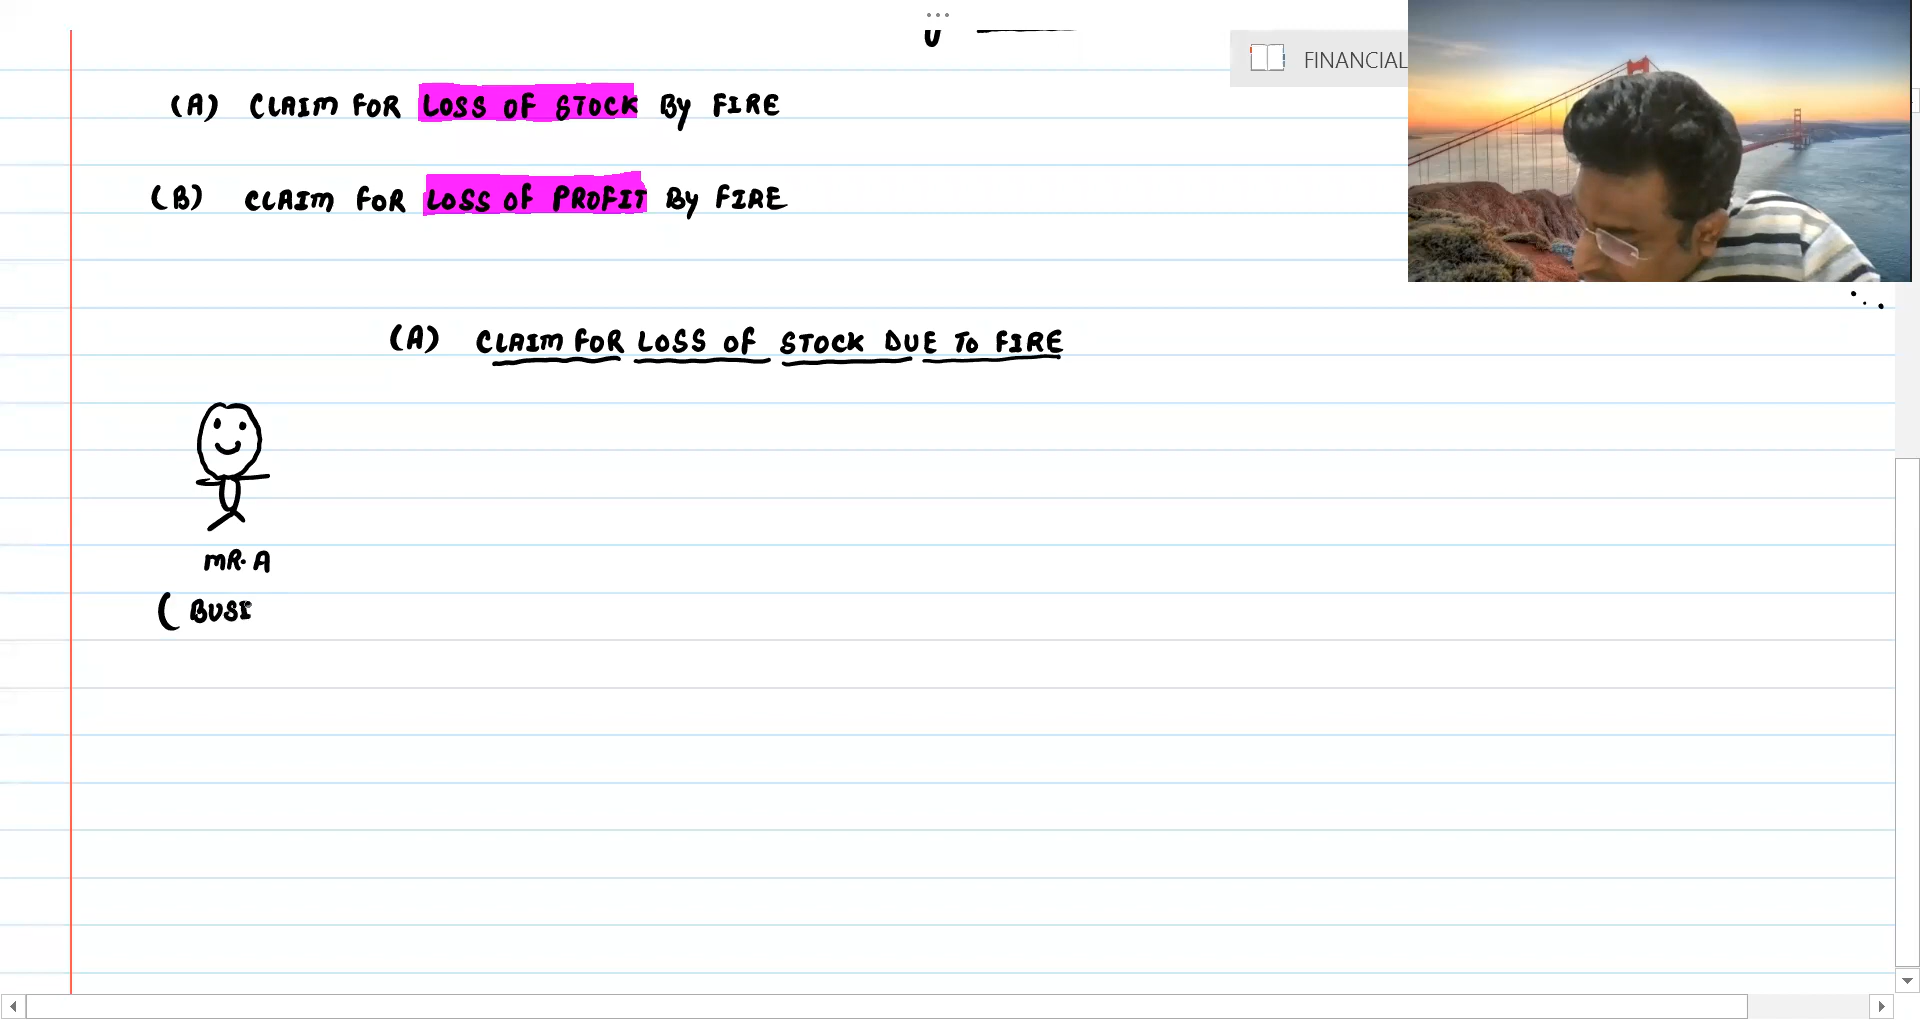 FINANCIAL
(A) CLAIM FOR LOSS OF STOCK By FIRE
(B) CLAIM FOR LOSS OF PROFIT By FIRE
(A) CLAIM FOR LOSS OF STOCK DUE TO FIRE
MR. A
( BUSI